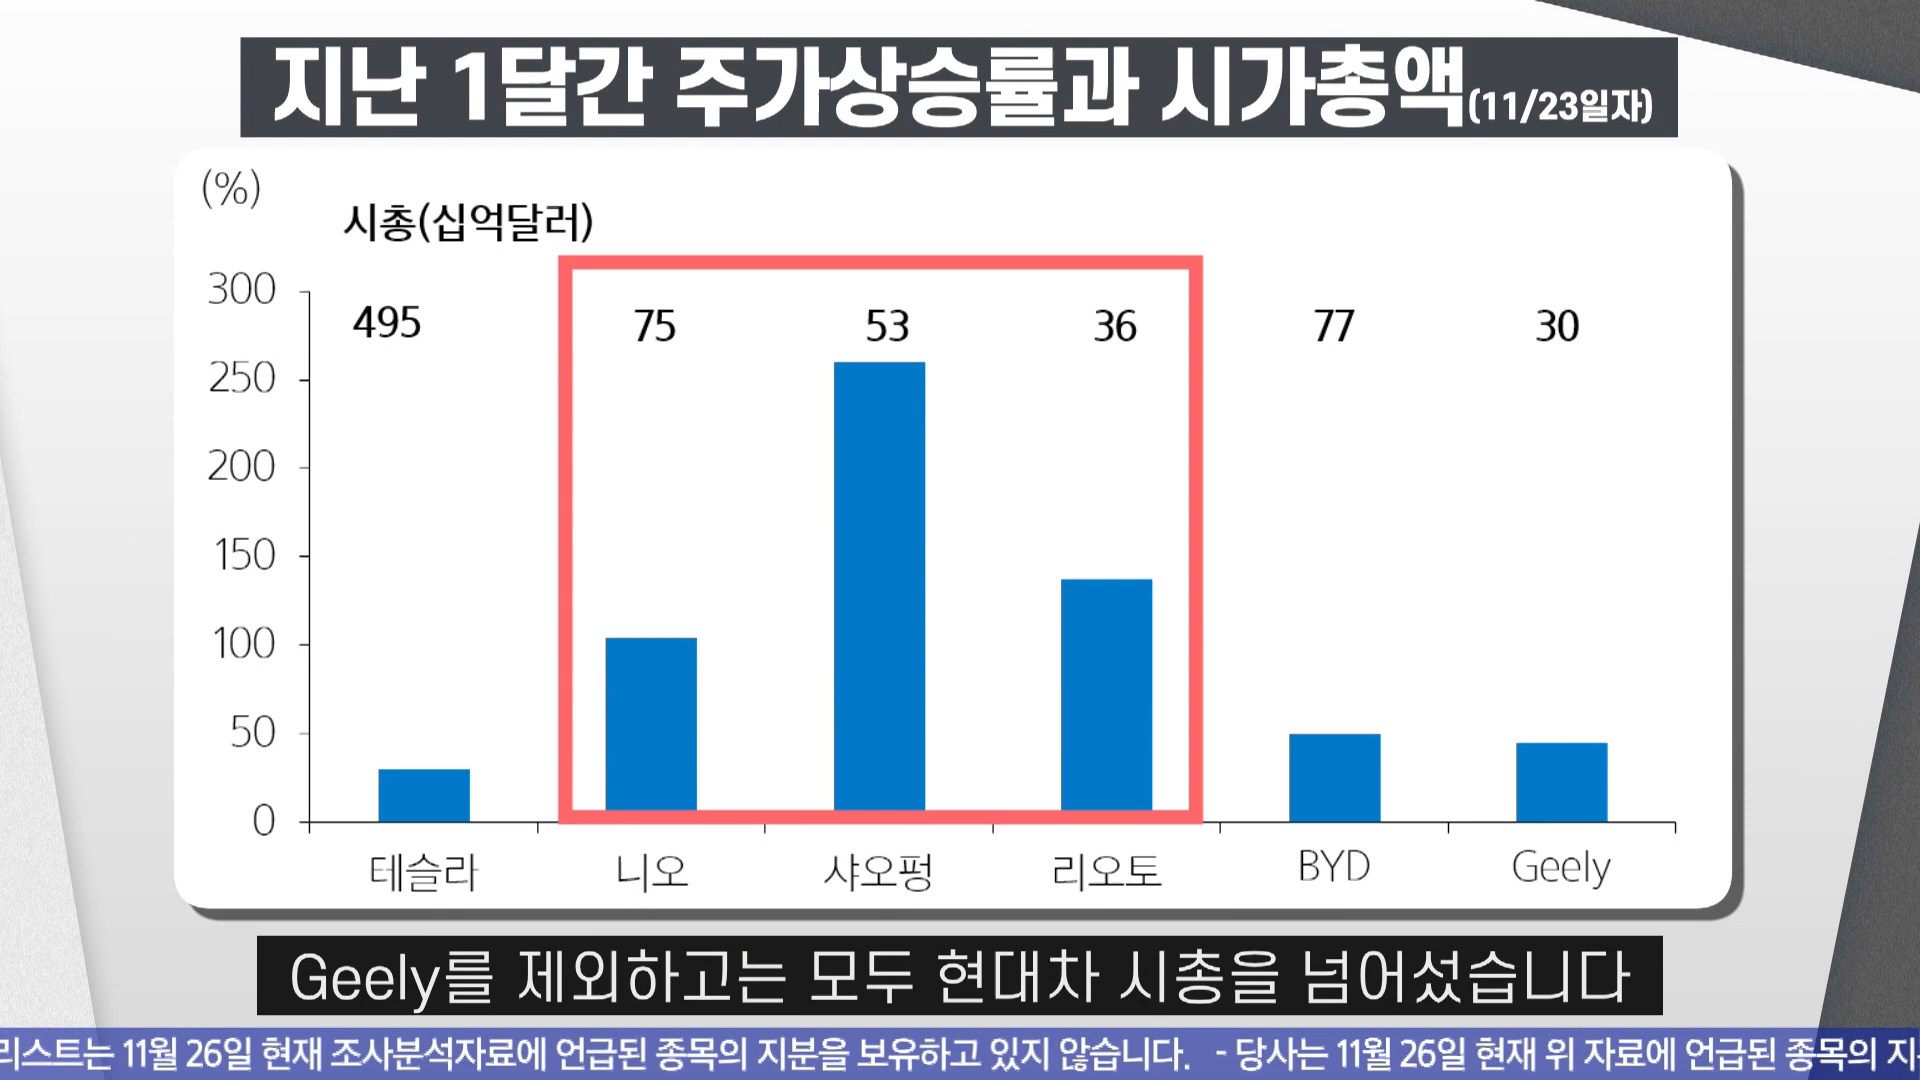 지난 1달간 주가상승률과 시가총액(11/23일자)
(%)
시총(십억달러)
300
250
200
150
100
50
0
495 75 53 36 77 30
테슬라 니오 샤오펑 리오토 BYD Geely
Geely를 제외하고는 모두 현대차 시총을 넘어섰습니다
리스트는 11월 26일 현재 조사분석자료에 언급된 종목의 지분을 보유하고 있지 않습니다. - 당사는 11월 26일 현재 위 자료에 언급된 종목의 지